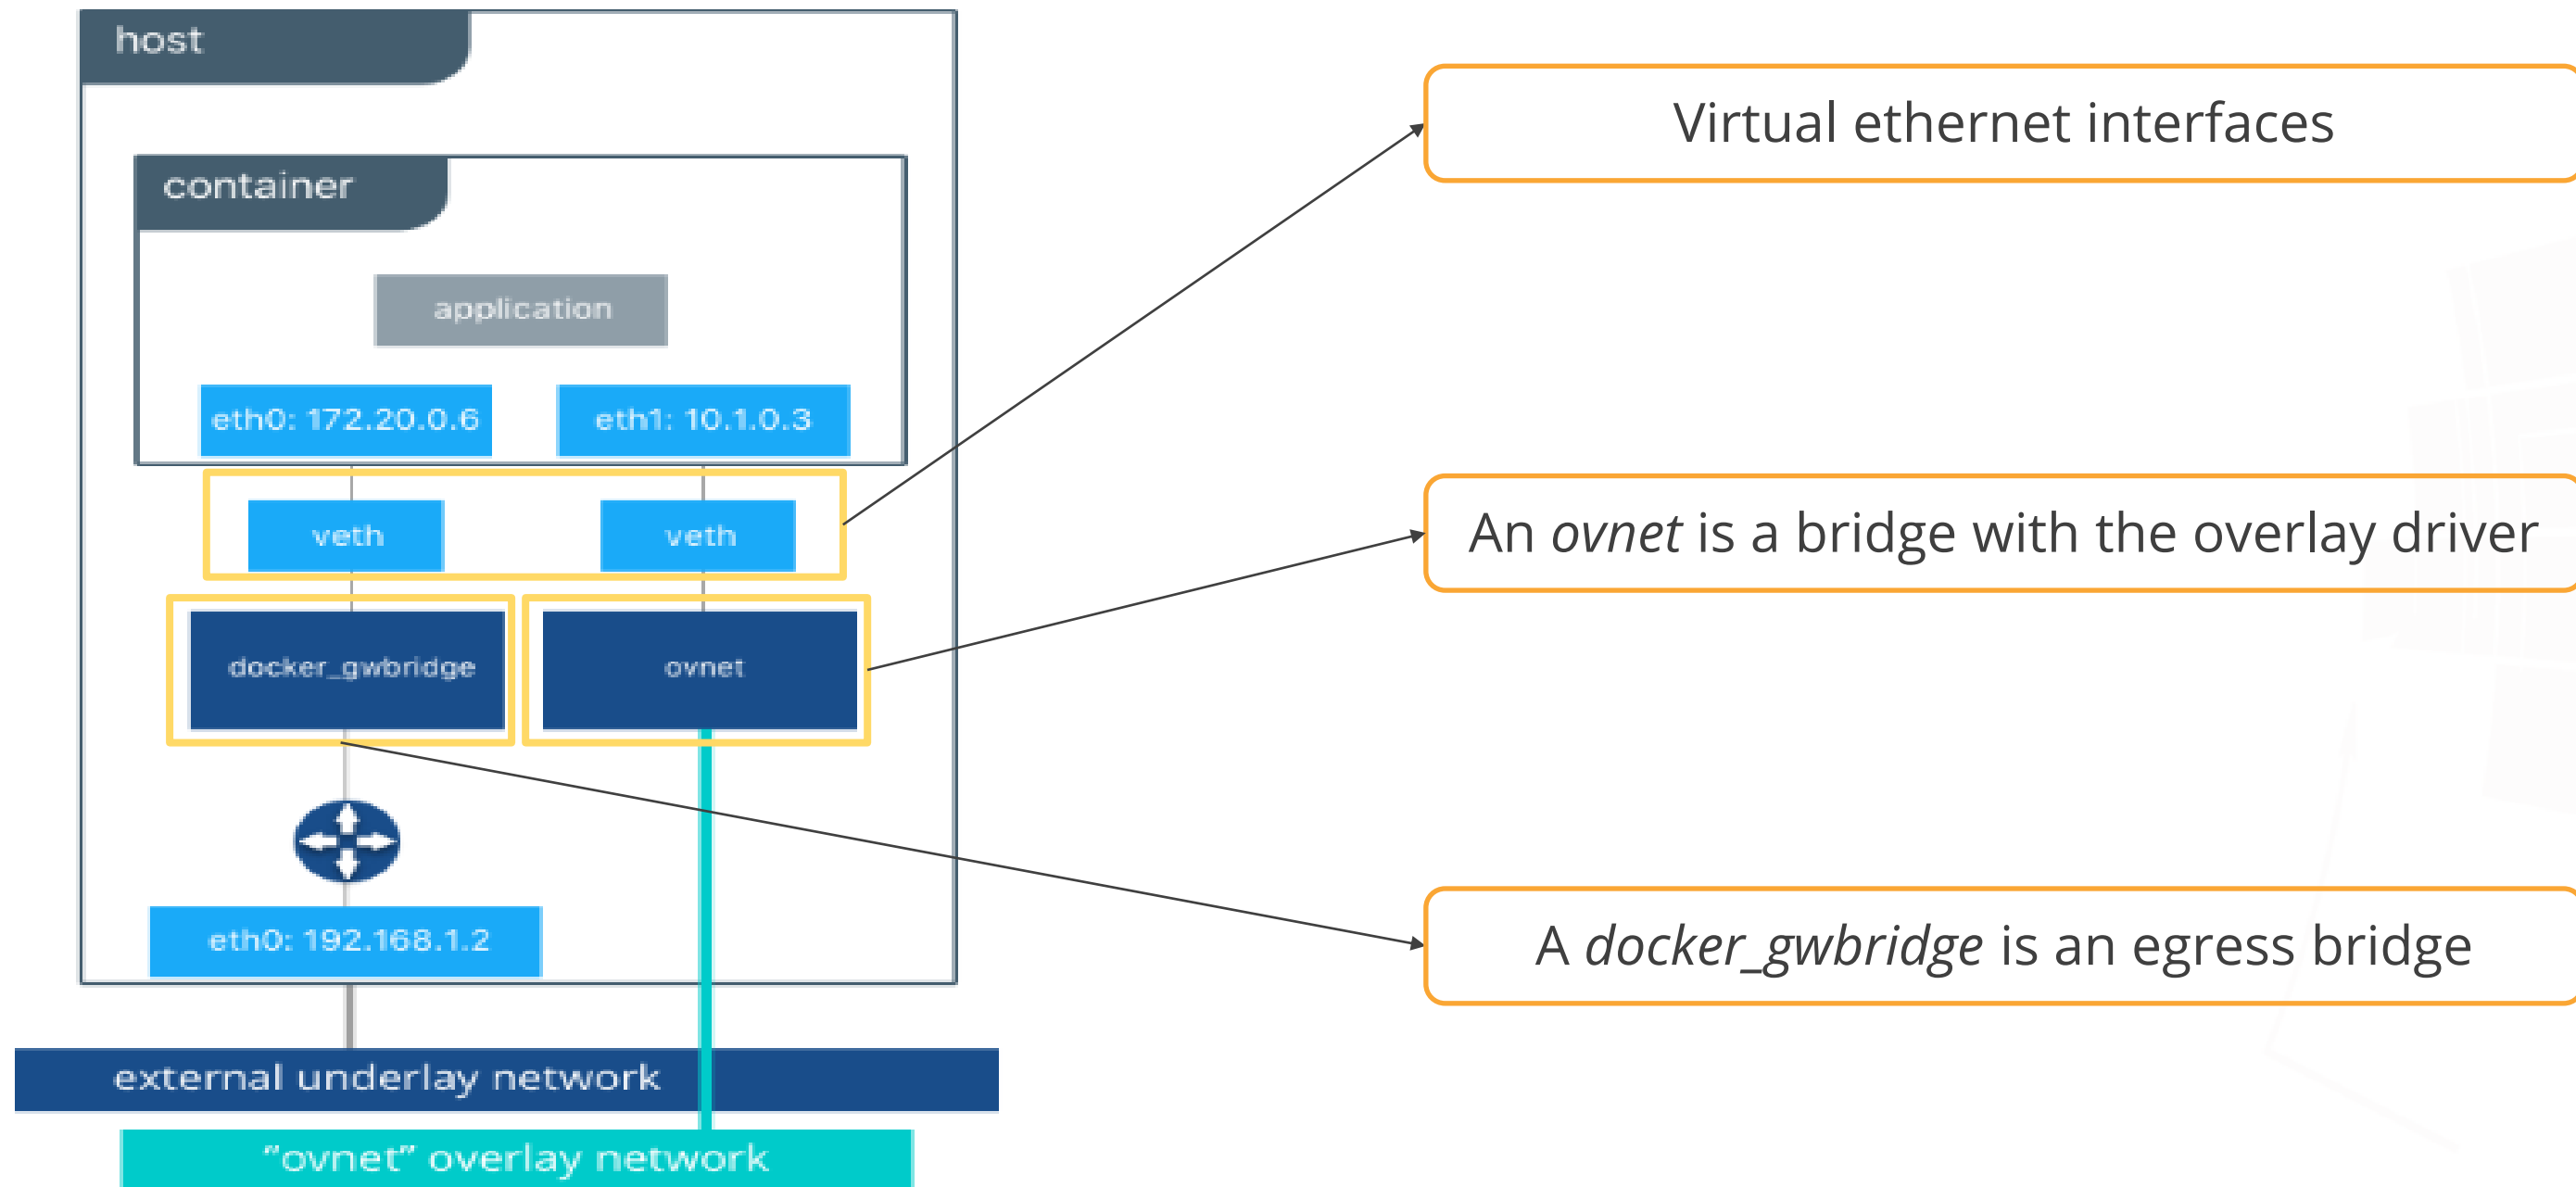 host
container
application
eth0: 172.20.0.6
eth1: 10.1.0.3
veth
veth
docker_gwbridge
ovnet
eth0: 192.168.1.2
external underlay network
"ovnet" overlay network
Virtual ethernet interfaces
An ovnet is a bridge with the overlay driver
A docker_gwbridge is an egress bridge